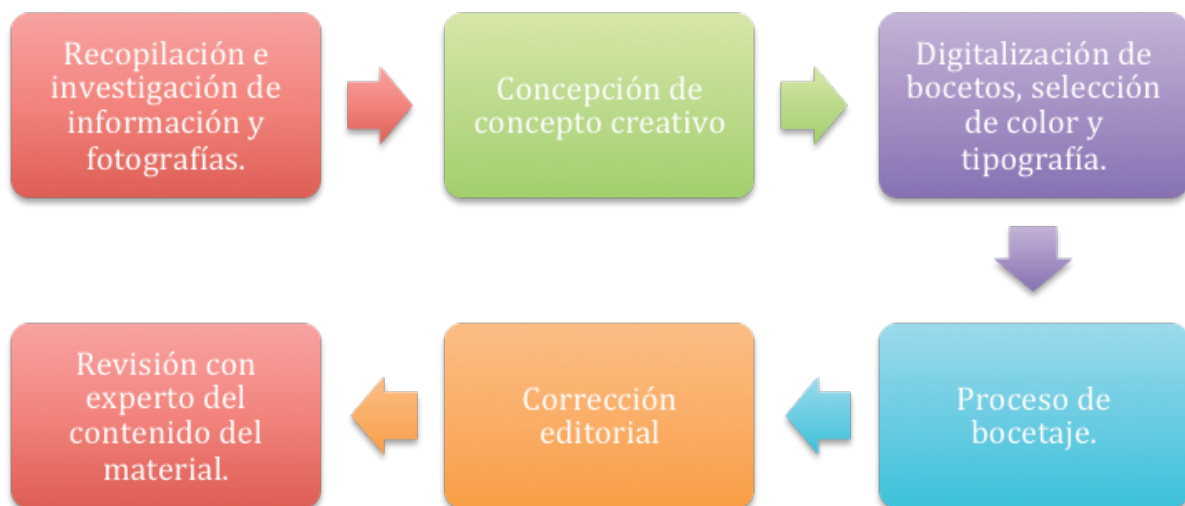 Recopilación e
investigación de
información y
fotografías.
Concepción de
concepto creativo
Digitalización de
bocetos, selección
de color y
tipografía.
Proceso de
bocetaje.
Corrección
editorial
Revisión con
experto del
contenido del
material.